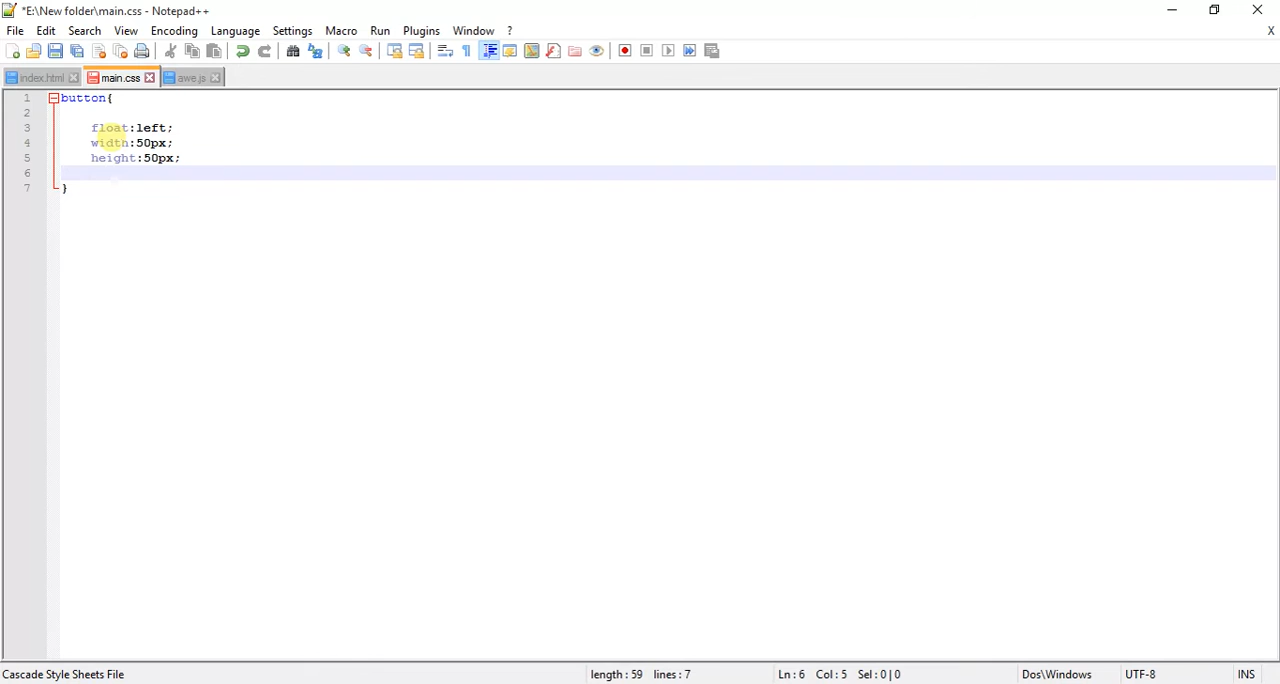 *E:\New folder\main.css - Notepad++
File Edit Search View Encoding Language Settings Macro Run Plugins Window ? X
index.html main.css awe.js
1 button{
2
3 float:left;
4 width:50px;
5 height:50px;
6
7 }
Cascade Style Sheets File length : 59 lines : 7 Ln : 6 Col : 5 Sel : 0 | 0 Dos\Windows UTF-8 INS